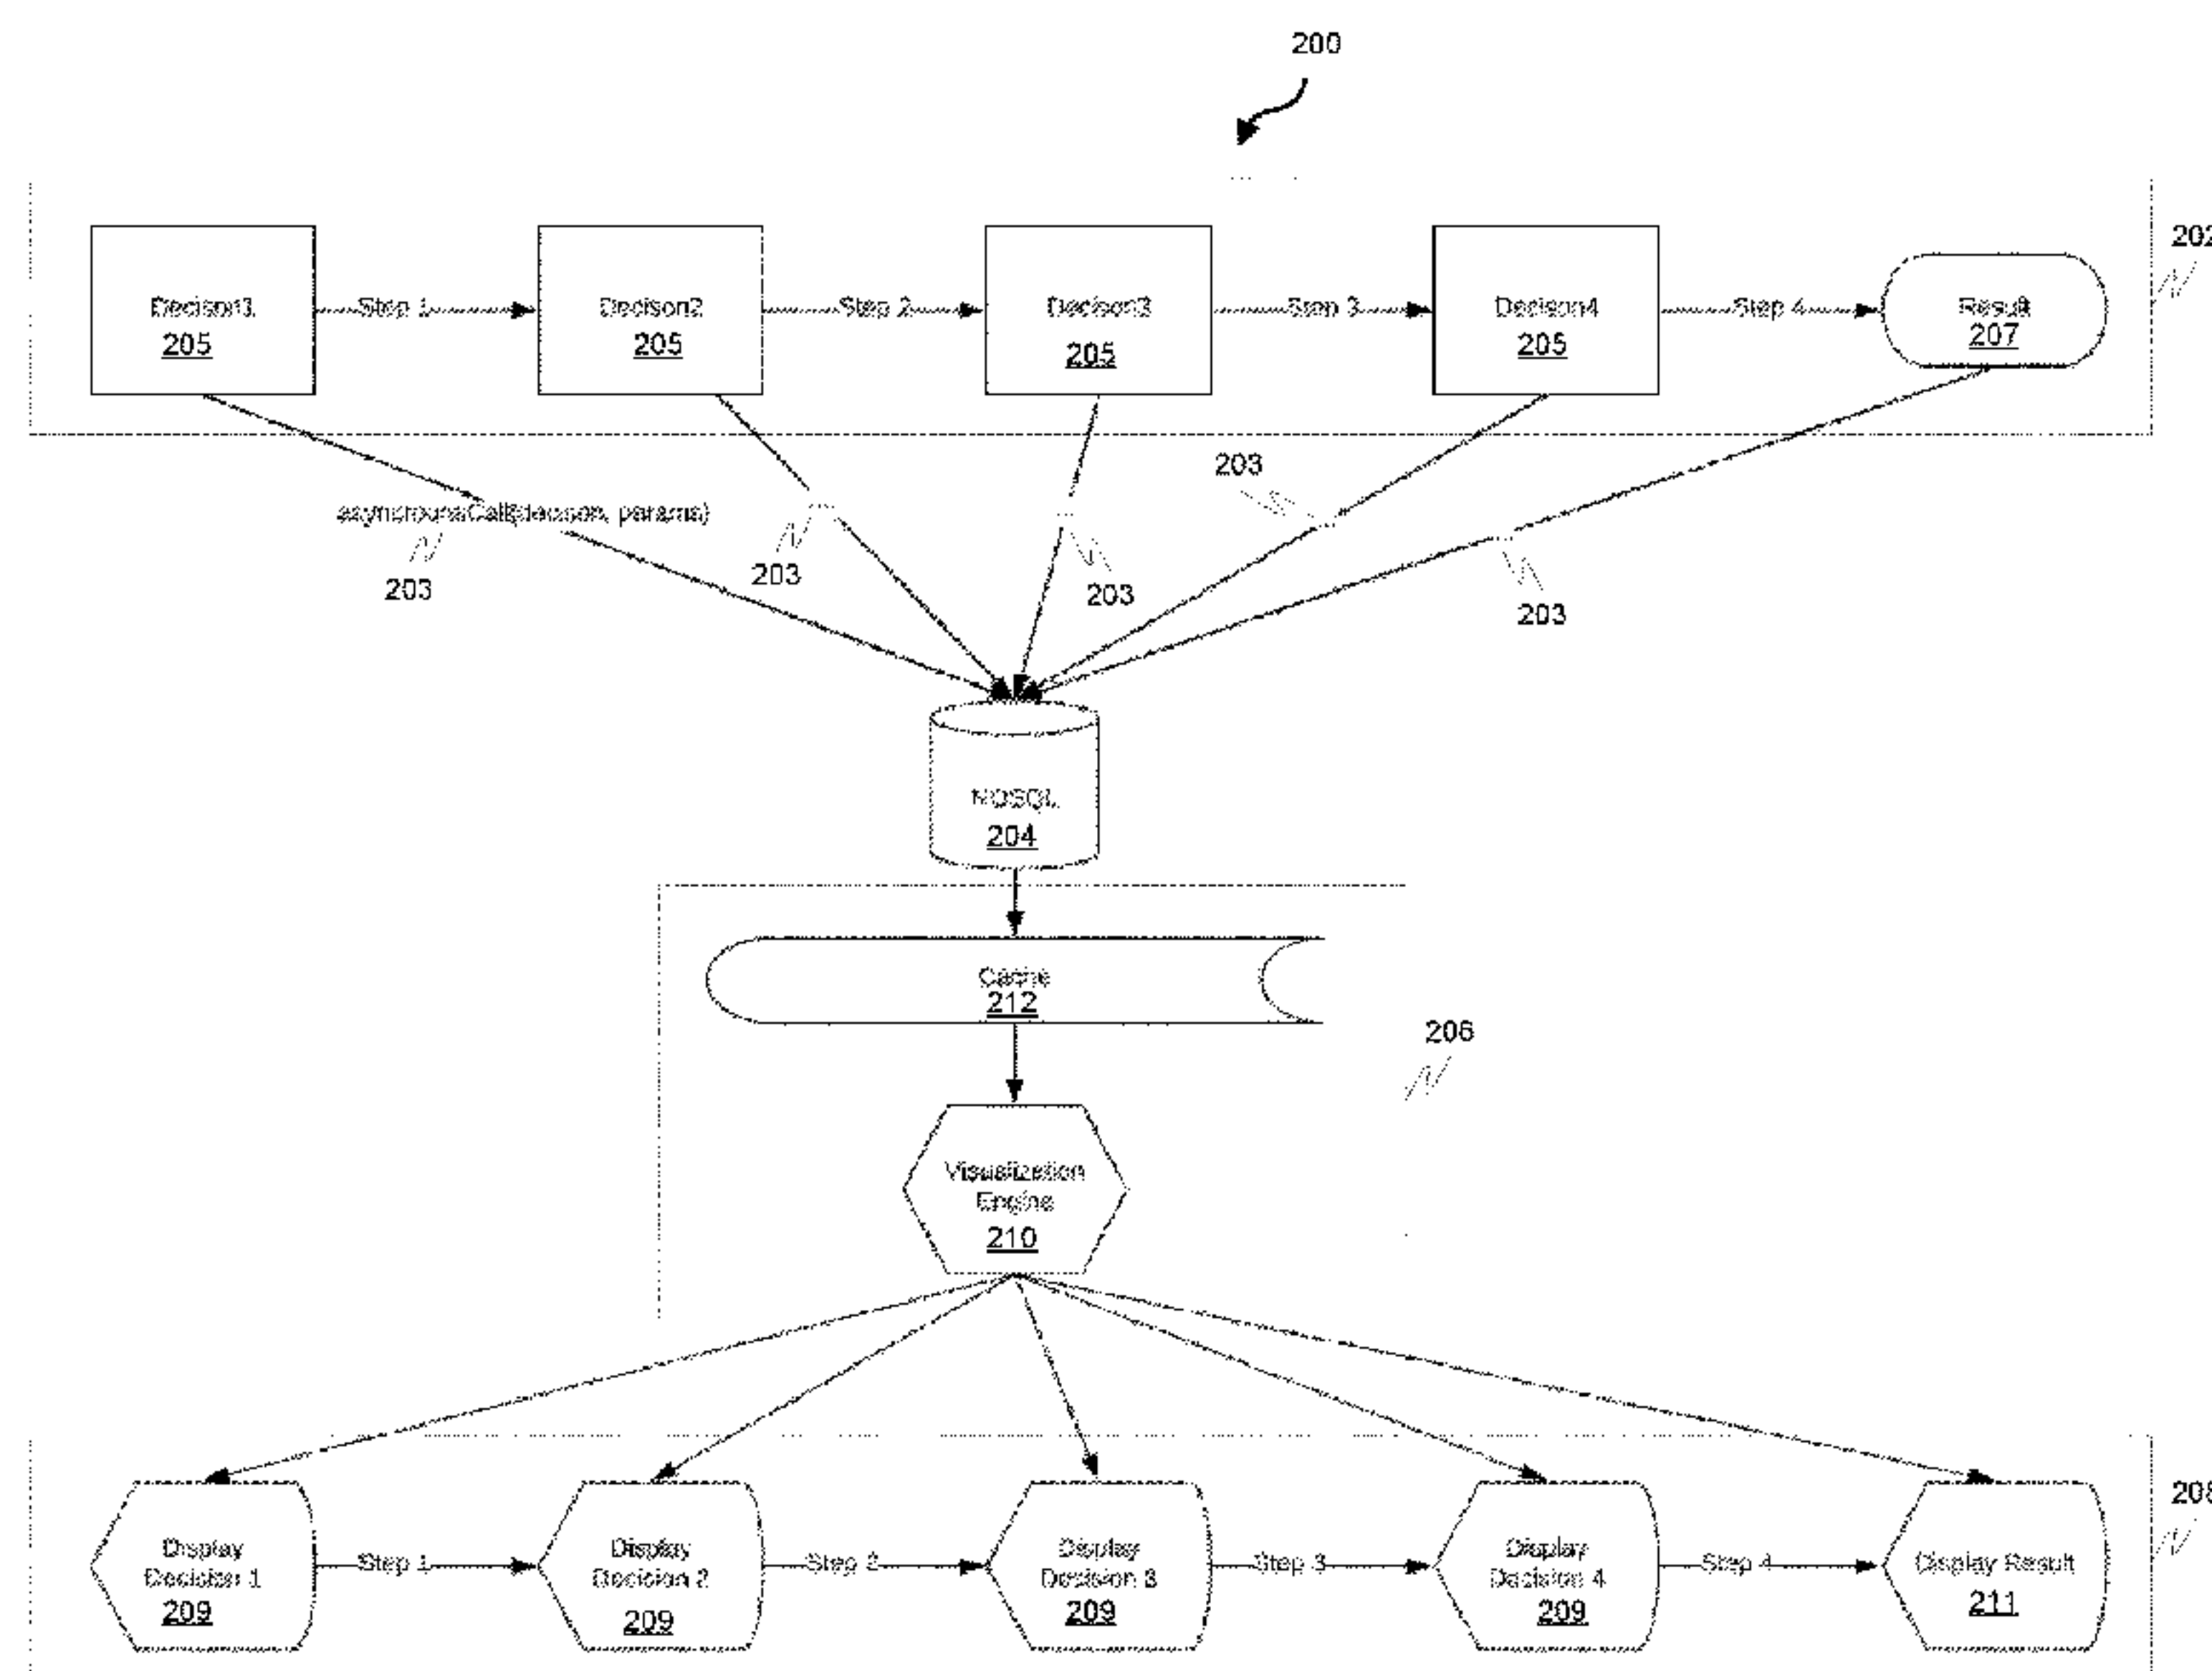 200
202
Decison1
205
Step 1
Decison2
205
Step 2
Decison3
205
Step 3
Decison4
205
Step 4
Result
207
203
asyncrounsCall(decison, params)
203
203
203
203
NOSQL
204
Cache
212
206
Visualization
Engine
210
208
Display
Decision 1
209
Step 1
Display
Decision 2
209
Step 2
Display
Decision 3
209
Step 3
Display
Decision 4
209
Step 4
Display Result
211